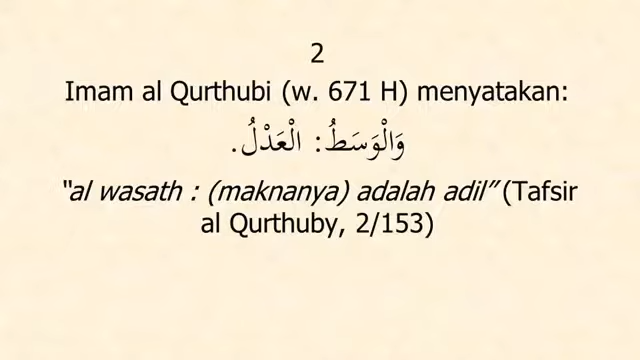 2
Imam al Qurthubi (w. 671 H) menyatakan:
وَالْوَسَطُ: الْعَدْلُ.
“al wasath : (maknanya) adalah adil” (Tafsir
al Qurthuby, 2/153)